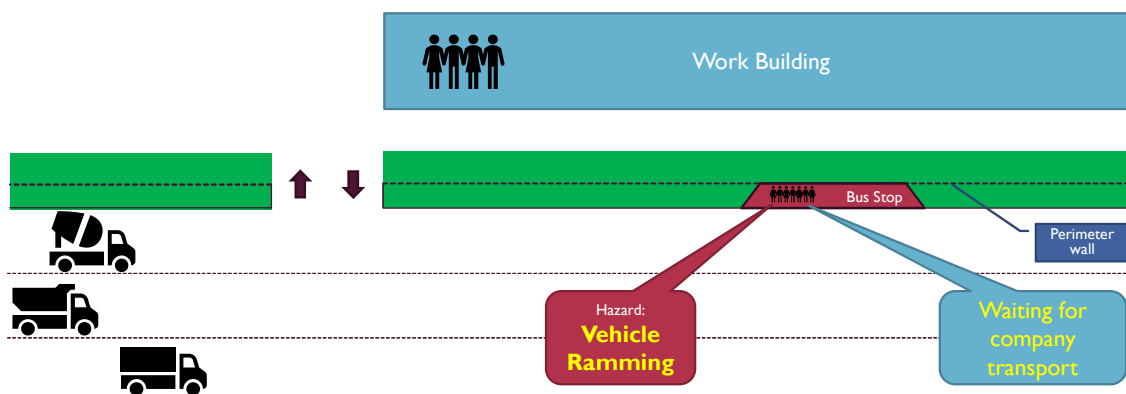 Work Building
Bus Stop
Perimeter
wall
Hazard:
Vehicle
Ramming
Waiting for
company
transport